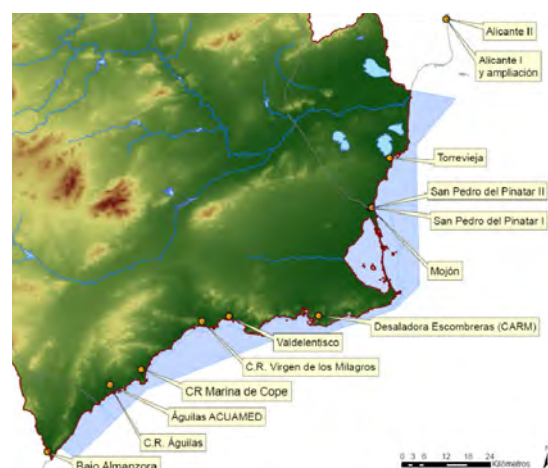 Alicante II
Alicante I
y ampliación
Torrevieja
San Pedro del Pinatar II
San Pedro del Pinatar I
Mojón
Desaladora Escombreras (CARM)
Valdelentisco
C.R. Virgen de los Milagros
CR Marina de Cope
Águilas ACUAMED
C.R. Águilas
Bajo Almanzora
0 3 6 12 18 24
Kilómetros